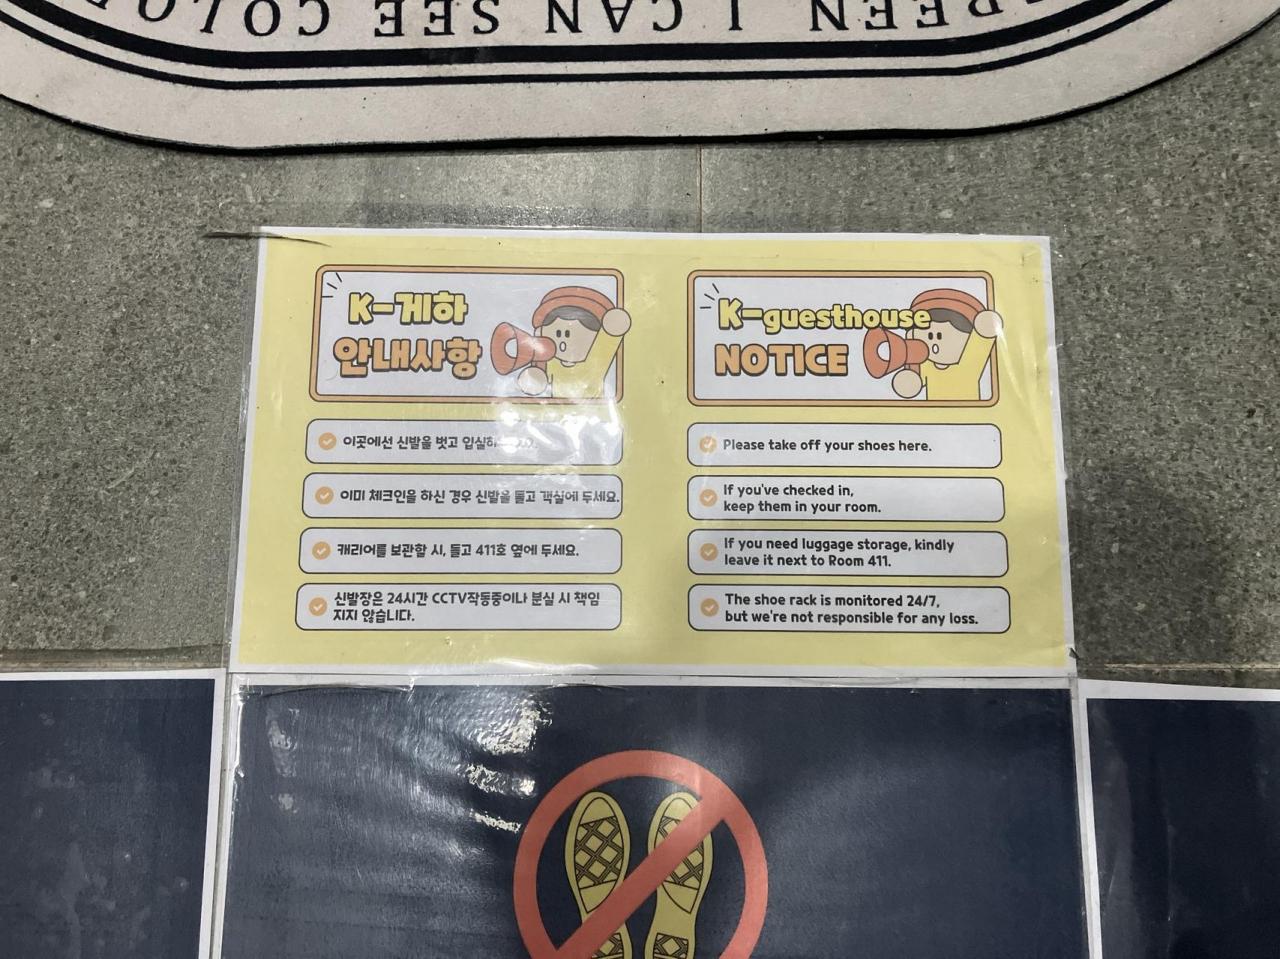 I CAN SEE
K-게하
안내사항
이곳에선 신발을 벗고
이미 체크인을 하신 경우 신발을 들고 객실에 두세요.
캐리어를 보관할 시, 들고 411호 옆에 두세요.
신발장은 24시간 CCTV작동중이나 분실 시 책임
지지 않습니다.
K-guesthouse
NOTICE
Please take off your shoes here.
If you've checked in,
keep them in your room.
If you need luggage storage, kindly
leave it next to Room 411.
The shoe rack is monitored 24/7,
but we're not responsible for any loss.